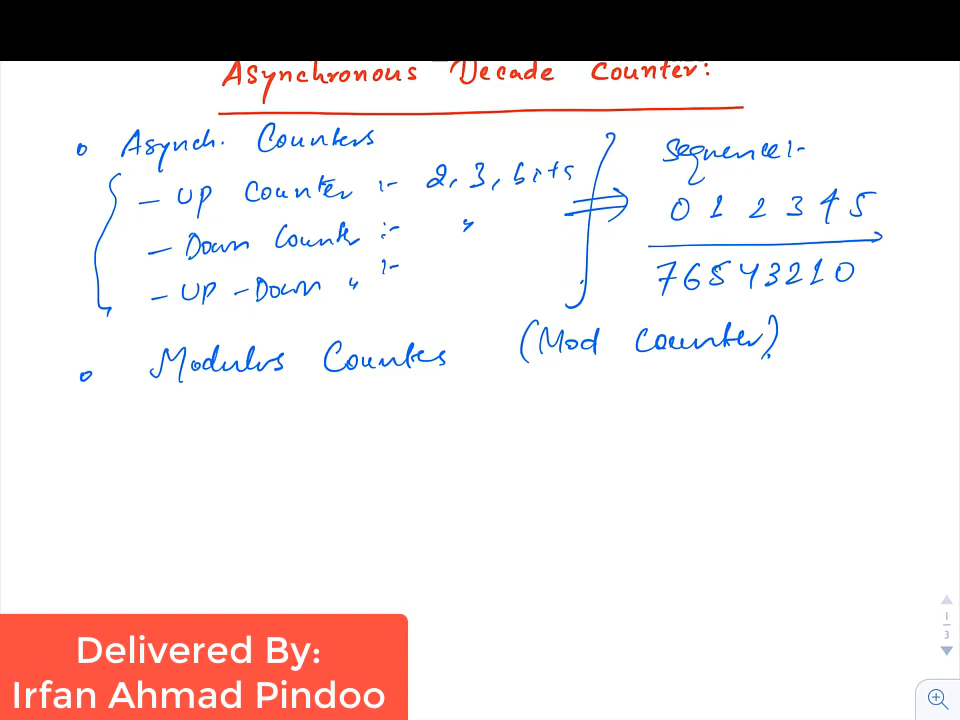 Asynchronous Decade Counter:
Asynch. Counters
- UP Counter :- 2, 3, bits
- Down Counter :- "
- UP - Down " :-
Sequence :-
0 1 2 3 4 5
7 6 5 4 3 2 1 0
Modulus Counter (Mod Counter)
1
3
Delivered By:
Irfan Ahmad Pindoo